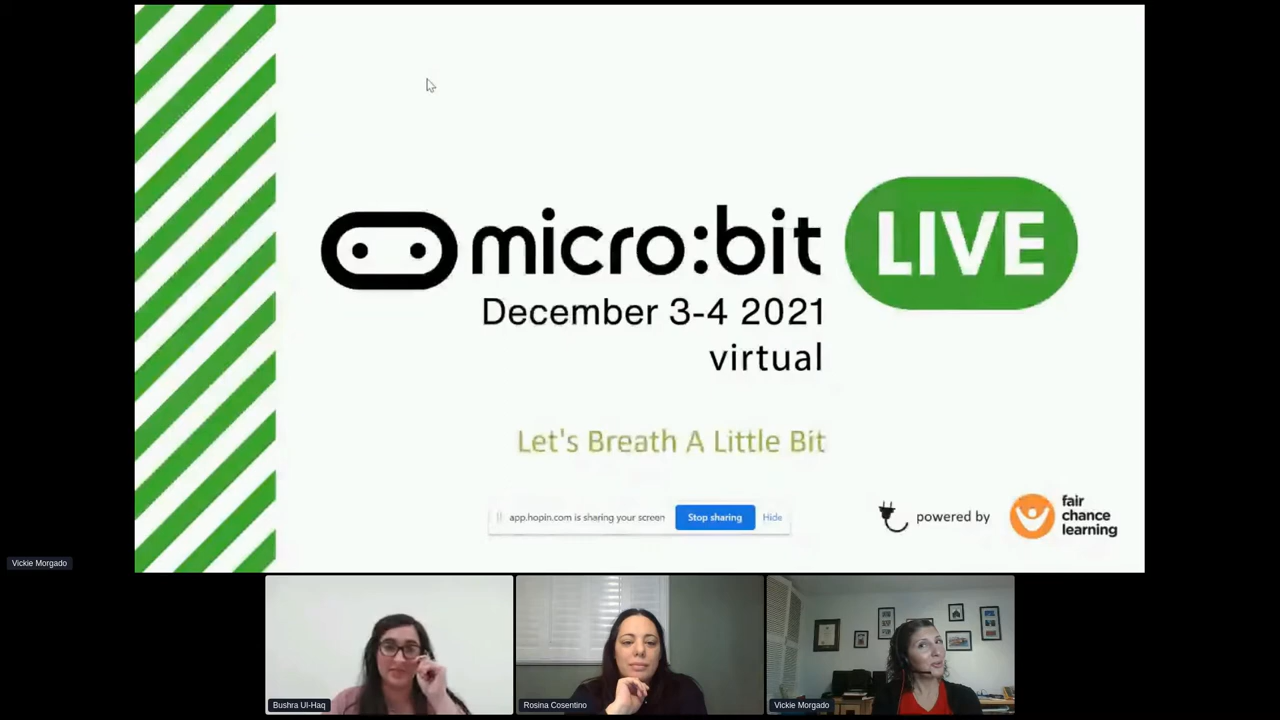 micro:bit LIVE
December 3-4 2021
virtual
Let's Breath A Little Bit
app.hopin.com is sharing your screen Stop sharing Hide
powered by fair chance learning
Vickie Morgado
Bushra Ul-Haq
Rosina Cosentino
Vickie Morgado